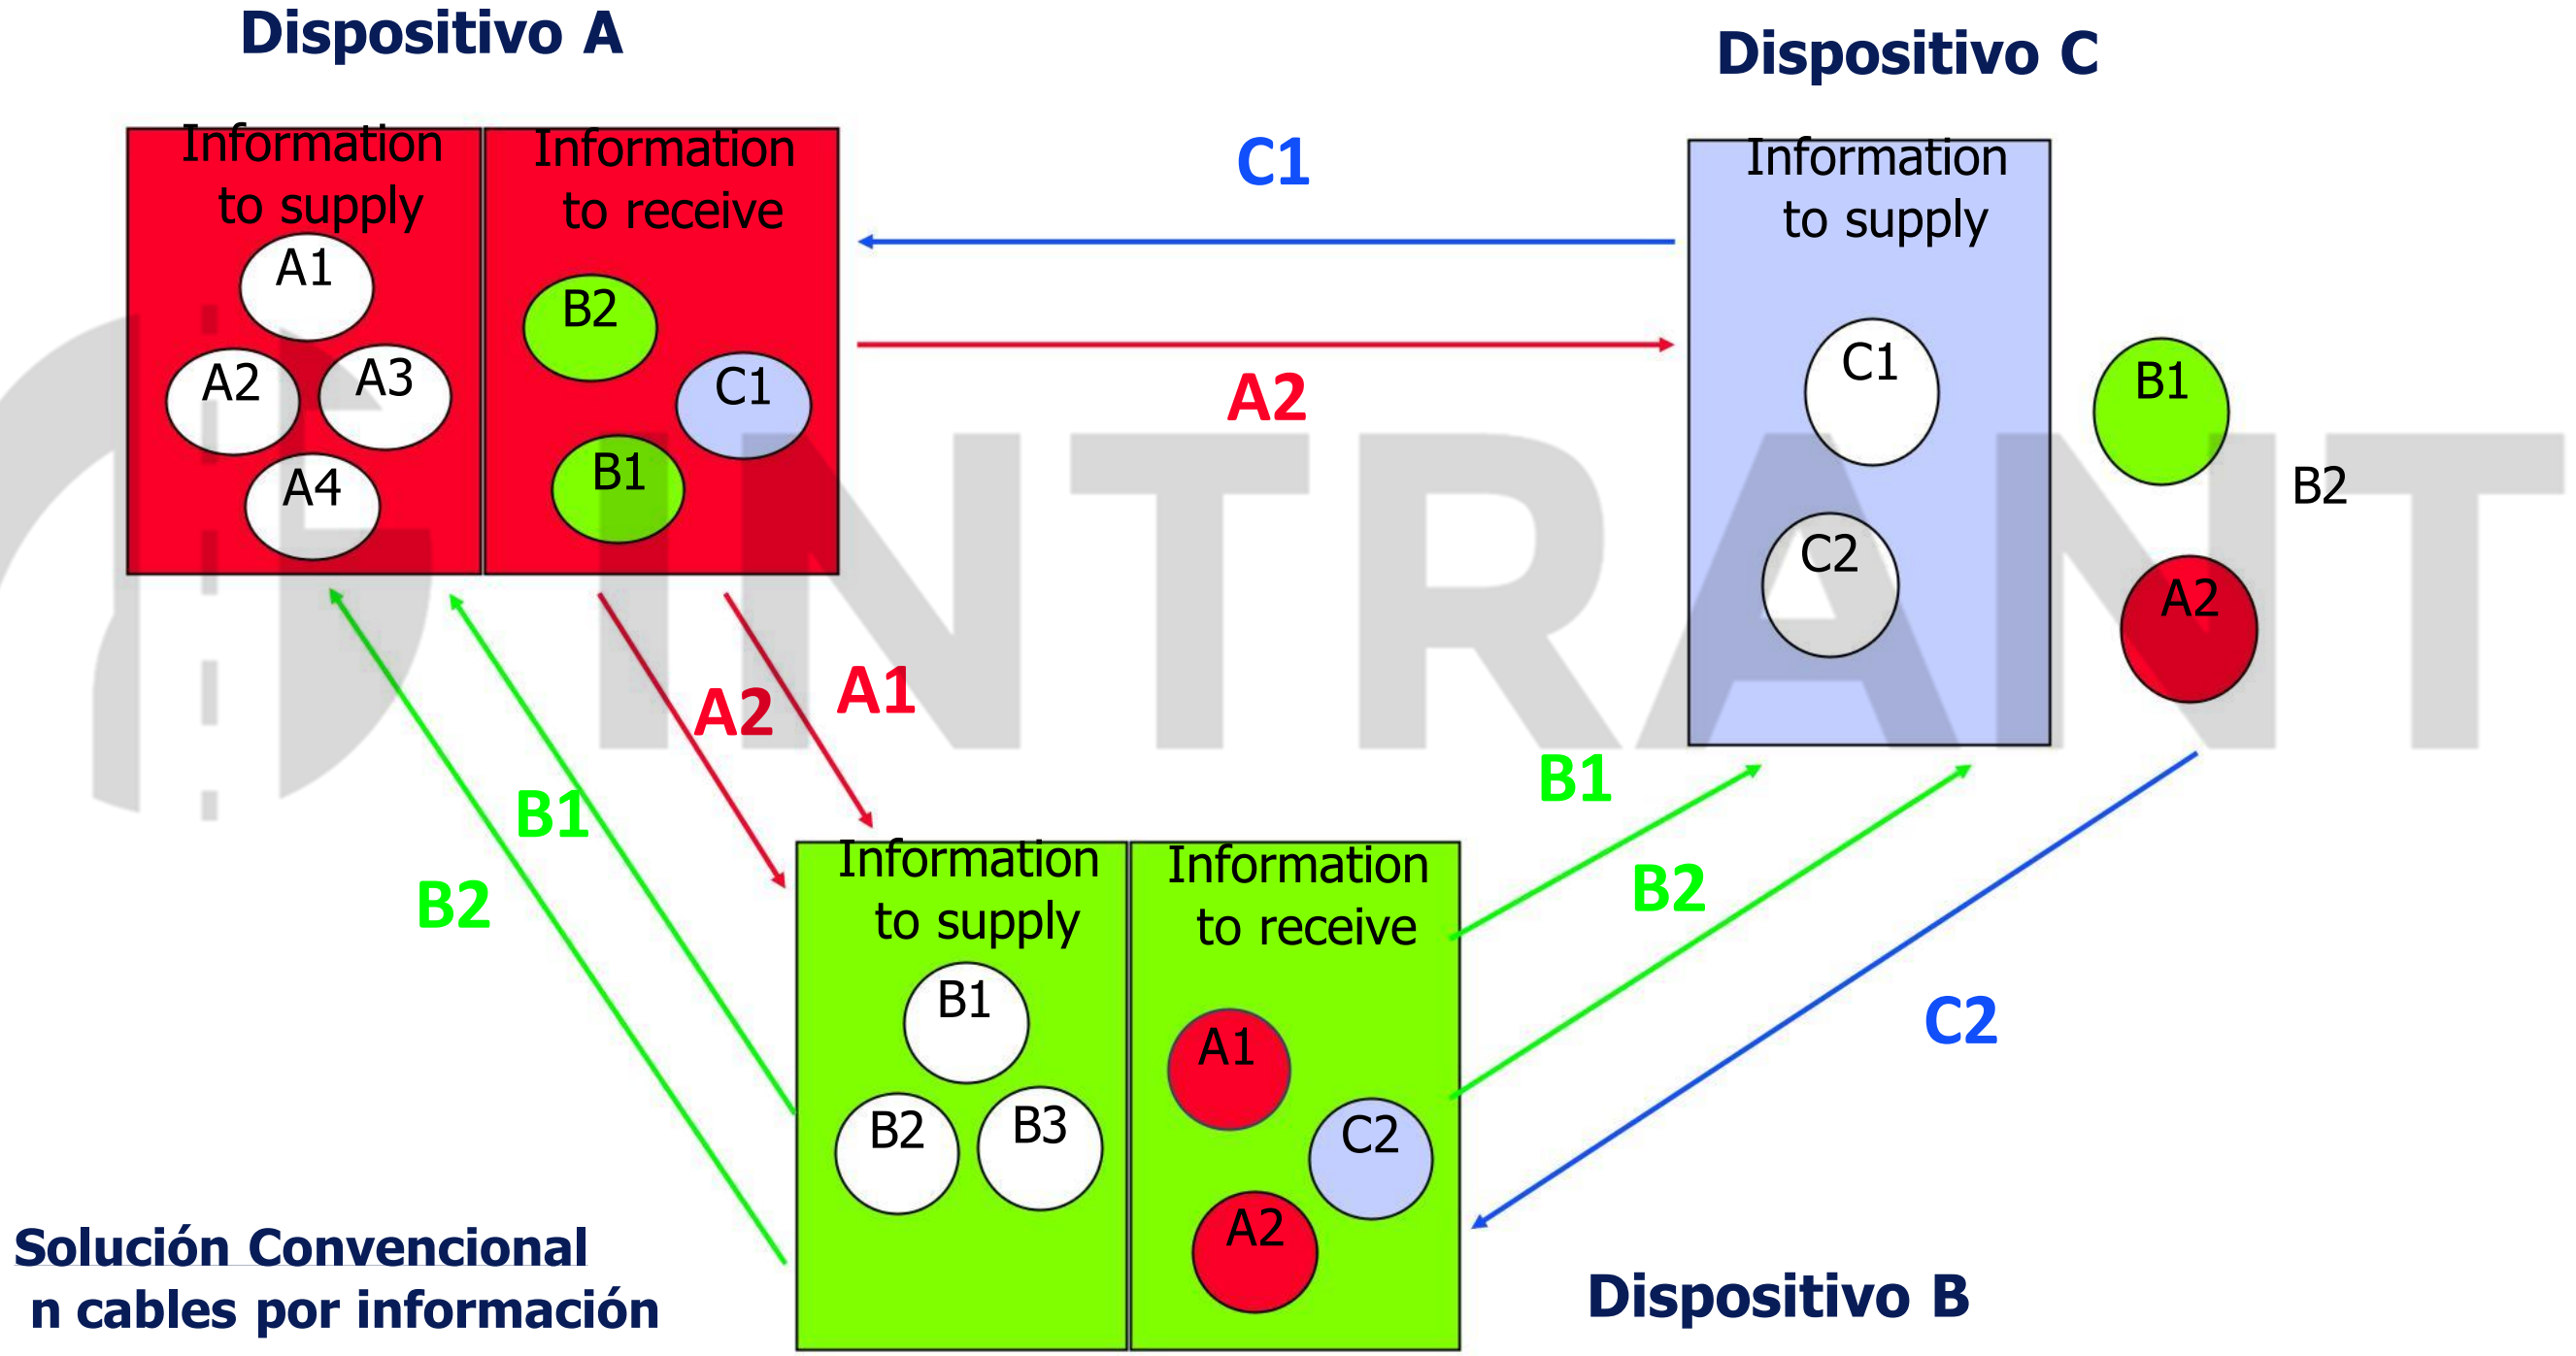 Dispositivo A
Dispositivo C
Information
to supply
A1
A2
A3
A4
Information
to receive
B2
C1
B1
C1
A2
Information
to supply
C1
C2
B1
B2
A2
INTRANT
A2
A1
B1
B2
B1
B2
C2
Information
to supply
B1
B2
B3
Information
to receive
A1
C2
A2
Solución Convencional
n cables por información
Dispositivo B